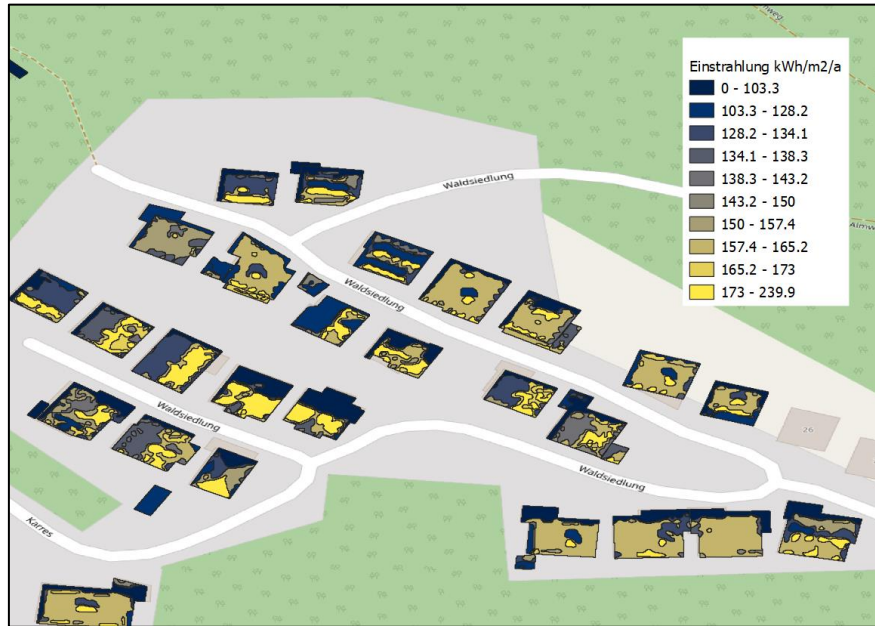 Almweg
Einstrahlung kWh/m2/a
0 - 103.3
103.3 - 128.2
128.2 - 134.1
134.1 - 138.3
138.3 - 143.2
143.2 - 150
150 - 157.4
157.4 - 165.2
165.2 - 173
173 - 239.9
Waldsiedlung
Almweg
Waldsiedlung
Waldsiedlung
26
Waldsiedlung
Karres